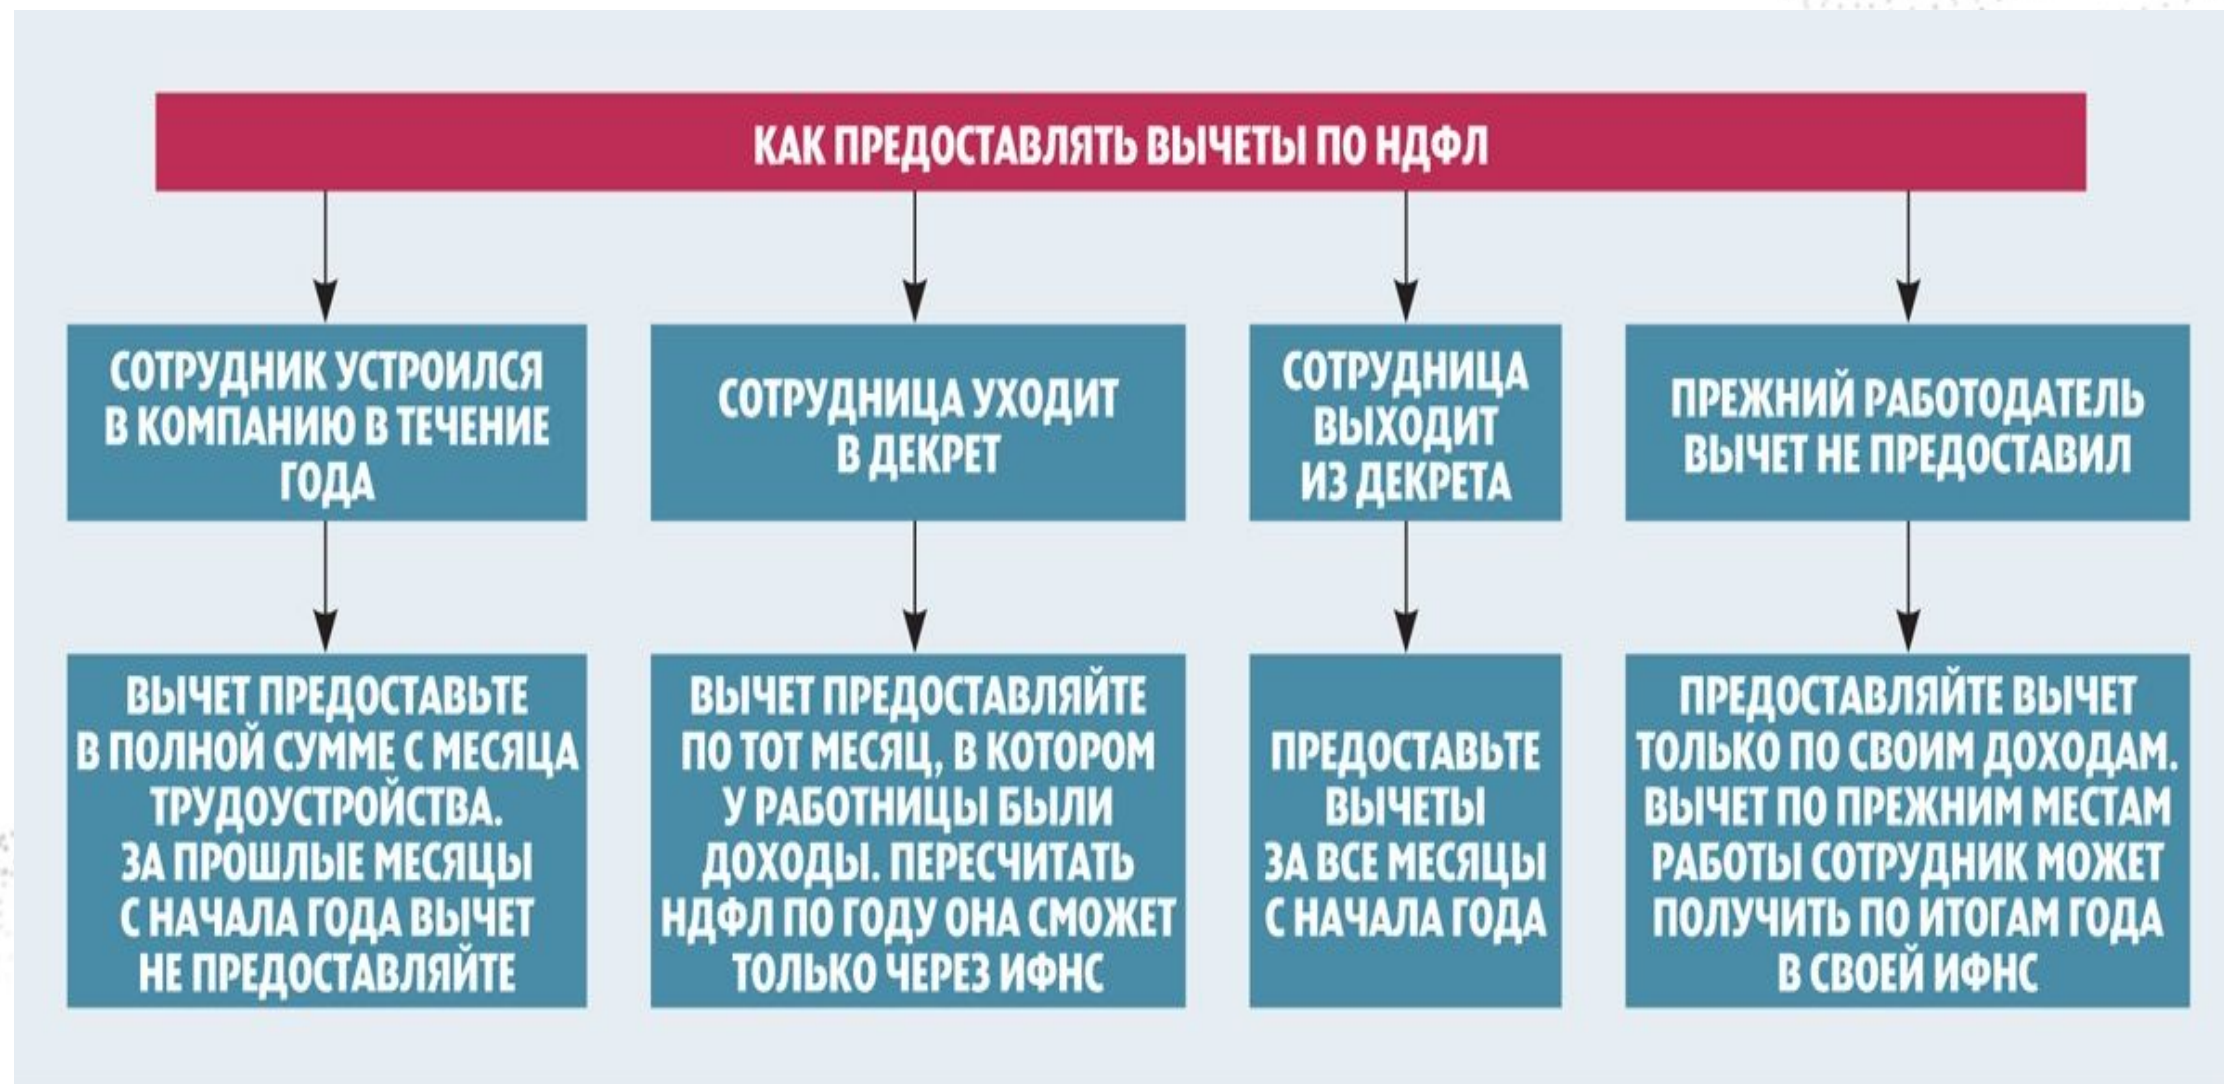 КАК ПРЕДОСТАВЛЯТЬ ВЫЧЕТЫ ПО НДФЛ
СОТРУДНИК УСТРОИЛСЯ
В КОМПАНИЮ В ТЕЧЕНИЕ
ГОДА
ВЫЧЕТ ПРЕДОСТАВЬТЕ
В ПОЛНОЙ СУММЕ С МЕСЯЦА
ТРУДОУСТРОЙСТВА.
ЗА ПРОШЛЫЕ МЕСЯЦЫ
С НАЧАЛА ГОДА ВЫЧЕТ
НЕ ПРЕДОСТАВЛЯЙТЕ
СОТРУДНИЦА УХОДИТ
В ДЕКРЕТ
ВЫЧЕТ ПРЕДОСТАВЛЯЙТЕ
ПО ТОТ МЕСЯЦ, В КОТОРОМ
У РАБОТНИЦЫ БЫЛИ
ДОХОДЫ. ПЕРЕСЧИТАТЬ
НДФЛ ПО ГОДУ ОНА СМОЖЕТ
ТОЛЬКО ЧЕРЕЗ ИФНС
СОТРУДНИЦА
ВЫХОДИТ
ИЗ ДЕКРЕТА
ПРЕДОСТАВЬТЕ
ВЫЧЕТЫ
ЗА ВСЕ МЕСЯЦЫ
С НАЧАЛА ГОДА
ПРЕЖНИЙ РАБОТОДАТЕЛЬ
ВЫЧЕТ НЕ ПРЕДОСТАВИЛ
ПРЕДОСТАВЛЯЙТЕ ВЫЧЕТ
ТОЛЬКО ПО СВОИМ ДОХОДАМ.
ВЫЧЕТ ПО ПРЕЖНИМ МЕСТАМ
РАБОТЫ СОТРУДНИК МОЖЕТ
ПОЛУЧИТЬ ПО ИТОГАМ ГОДА
В СВОЕЙ ИФНС